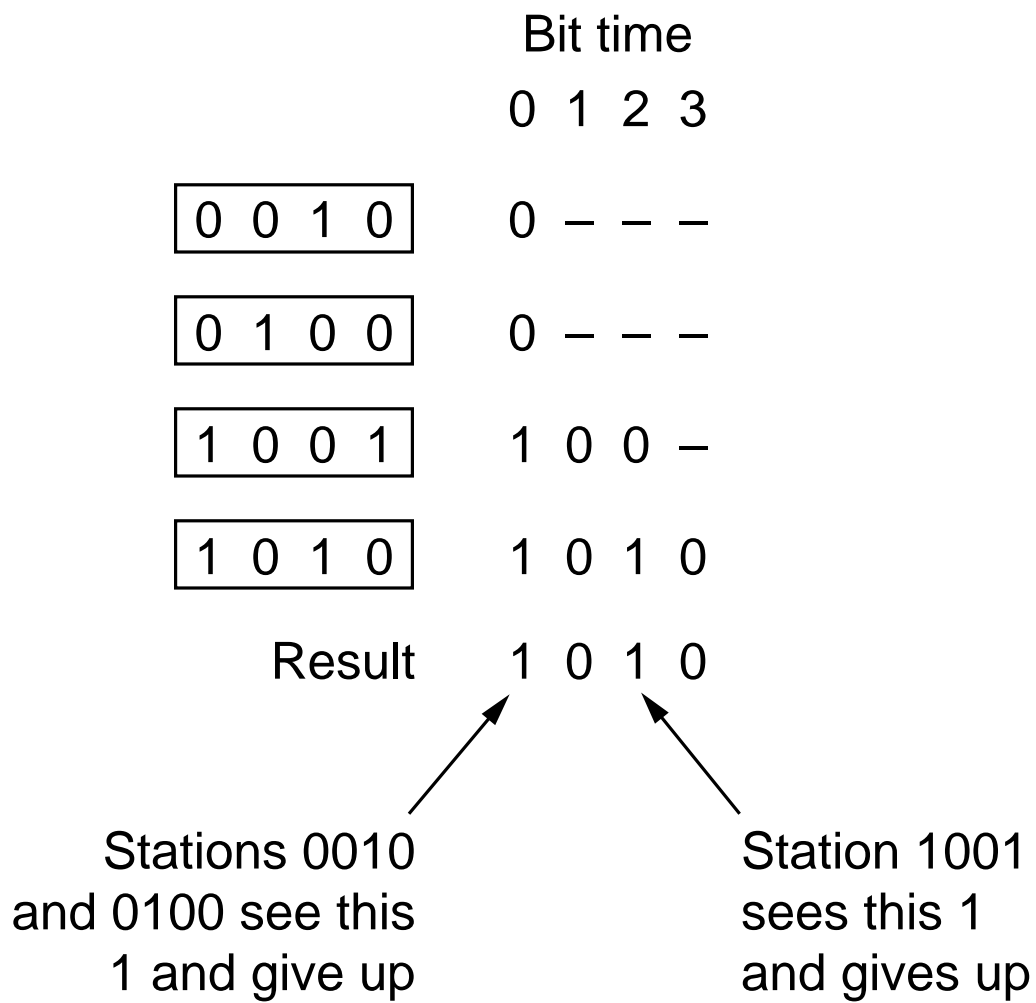 Bit time
0 1 2 3
0 0 1 0 0 – – –
0 1 0 0 0 – – –
1 0 0 1 1 0 0 –
1 0 1 0 1 0 1 0
Result 1 0 1 0
Stations 0010
and 0100 see this
1 and give up
Station 1001
sees this 1
and gives up